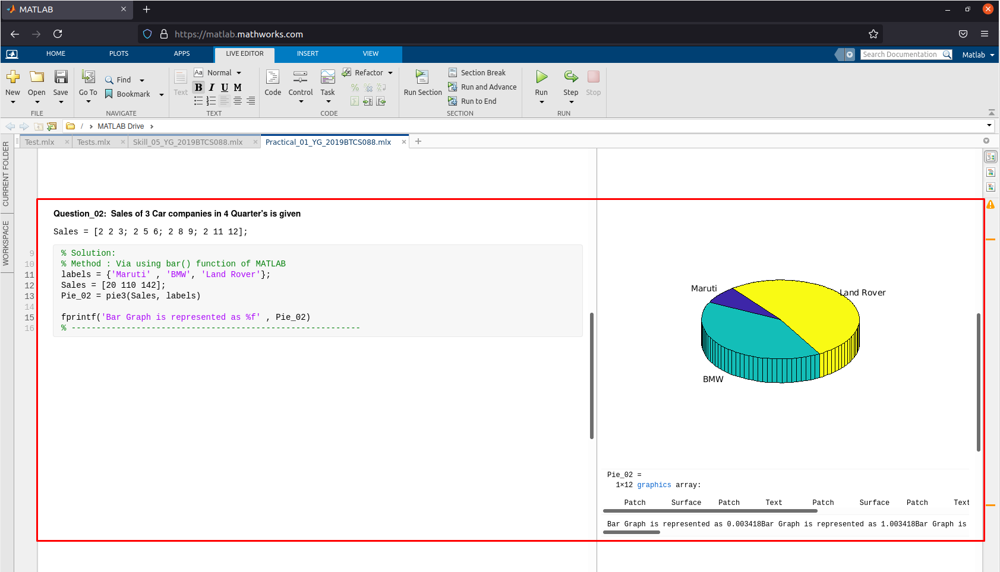 MATLAB
https://matlab.mathworks.com
HOME PLOTS APPS LIVE EDITOR INSERT VIEW
Search Documentation
Matlab
New
Open
Save
FILE
Go To
Find
Bookmark
NAVIGATE
Text
Aa Normal
B I U M
TEXT
Code
Control
Task
Refactor
CODE
Run Section
Section Break
Run and Advance
Run to End
SECTION
Run
Step
Stop
RUN
/ MATLAB Drive
Test.mlx Tests.mlx Skill_05_YG_2019BTCS088.mlx Practical_01_YG_2019BTCS088.mlx
CURRENT FOLDER
WORKSPACE
Question_02: Sales of 3 Car companies in 4 Quarter's is given
Sales = [2 2 3; 2 5 6; 2 8 9; 2 11 12];
9 % Solution:
10 % Method : Via using bar() function of MATLAB
11 labels = {'Maruti' , 'BMW', 'Land Rover'};
12 Sales = [20 110 142];
13 Pie_02 = pie3(Sales, labels)
14
15 fprintf('Bar Graph is represented as %f' , Pie_02)
16 % ----------------------------------------------------------
Maruti
Land Rover
BMW
Pie_02 =
1×12 graphics array:
Patch Surface Patch Text Patch Surface Patch Text
Bar Graph is represented as 0.003418Bar Graph is represented as 1.003418Bar Graph is